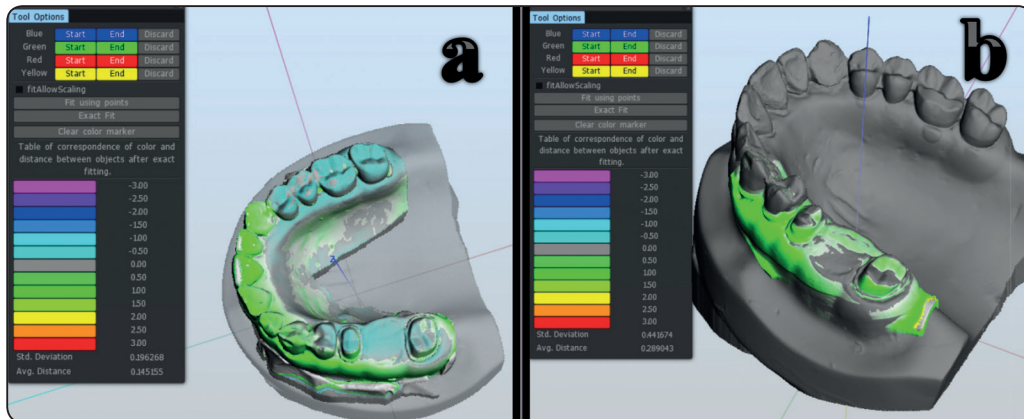 a
Tool Options
Blue Start End Discard
Green Start End Discard
Red Start End Discard
Yellow Start End Discard
fitAllowScaling
Fit using points
Exact Fit
Clear color marker
Table of correspondence of color and
distance between objects after exact
fitting.
-3.00
-2.50
-2.00
-1.50
-1.00
-0.50
0.00
0.50
1.00
1.50
2.00
2.50
3.00
Std. Deviation 0.196268
Avg. Distance 0.145155
b
Tool Options
Blue Start End Discard
Green Start End Discard
Red Start End Discard
Yellow Start End Discard
fitAllowScaling
Fit using points
Exact Fit
Clear color marker
Table of correspondence of color and
distance between objects after exact
fitting.
-3.00
-2.50
-2.00
-1.50
-1.00
-0.50
0.00
0.50
1.00
1.50
2.00
2.50
3.00
Std. Deviation 0.441674
Avg. Distance 0.289043